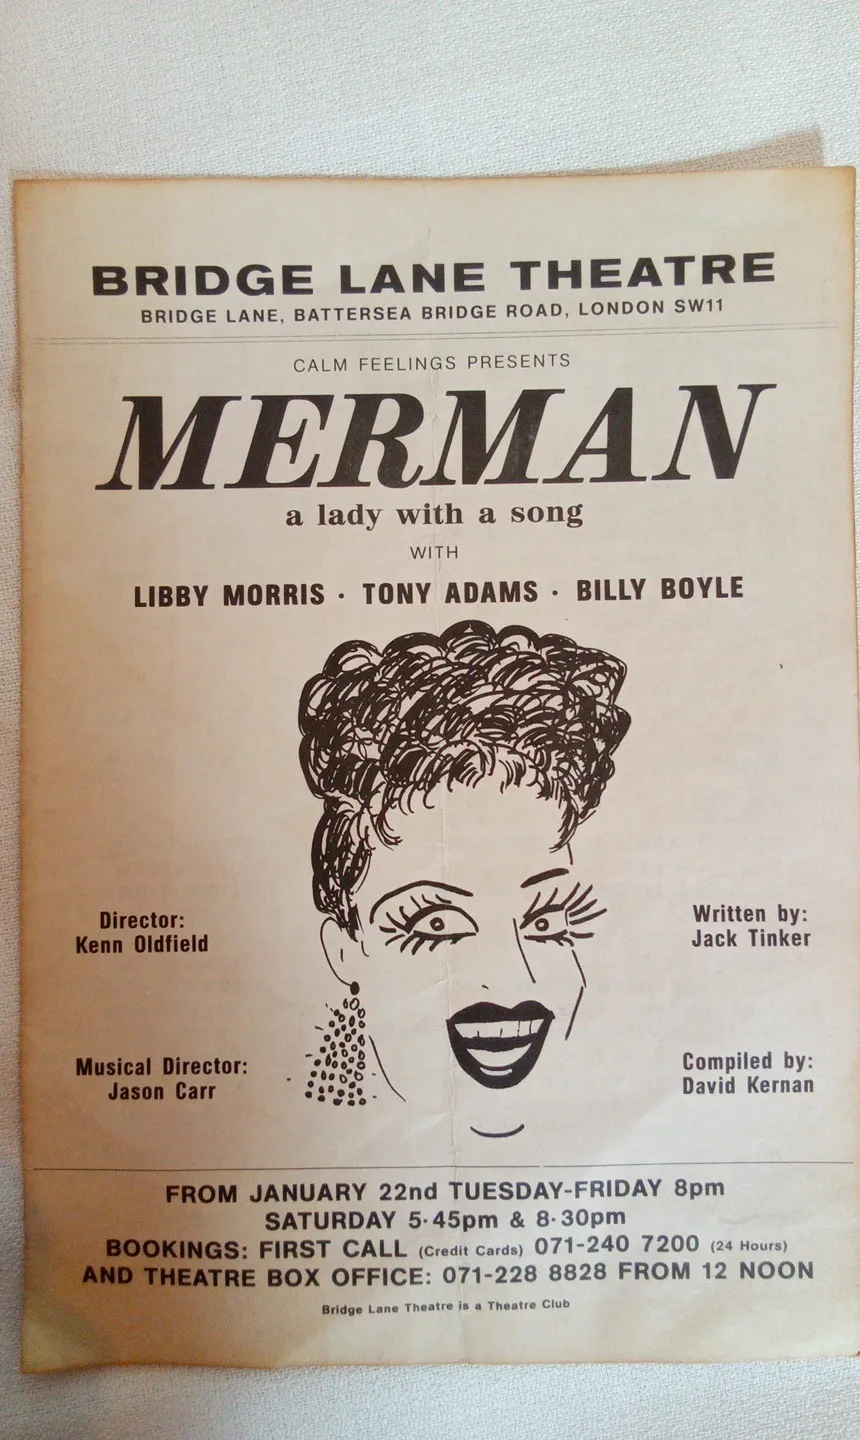 BRIDGE LANE THEATRE
BRIDGE LANE, BATTERSEA BRIDGE ROAD, LONDON SW11
CALM FEELINGS PRESENTS
MERMAN
a lady with a song
WITH
LIBBY MORRIS · TONY ADAMS · BILLY BOYLE
Director:
Kenn Oldfield
Written by:
Jack Tinker
Musical Director:
Jason Carr
Compiled by:
David Kernan
FROM JANUARY 22nd TUESDAY-FRIDAY 8pm
SATURDAY 5·45pm & 8·30pm
BOOKINGS: FIRST CALL (Credit Cards) 071-240 7200 (24 Hours)
AND THEATRE BOX OFFICE: 071-228 8828 FROM 12 NOON
Bridge Lane Theatre is a Theatre Club